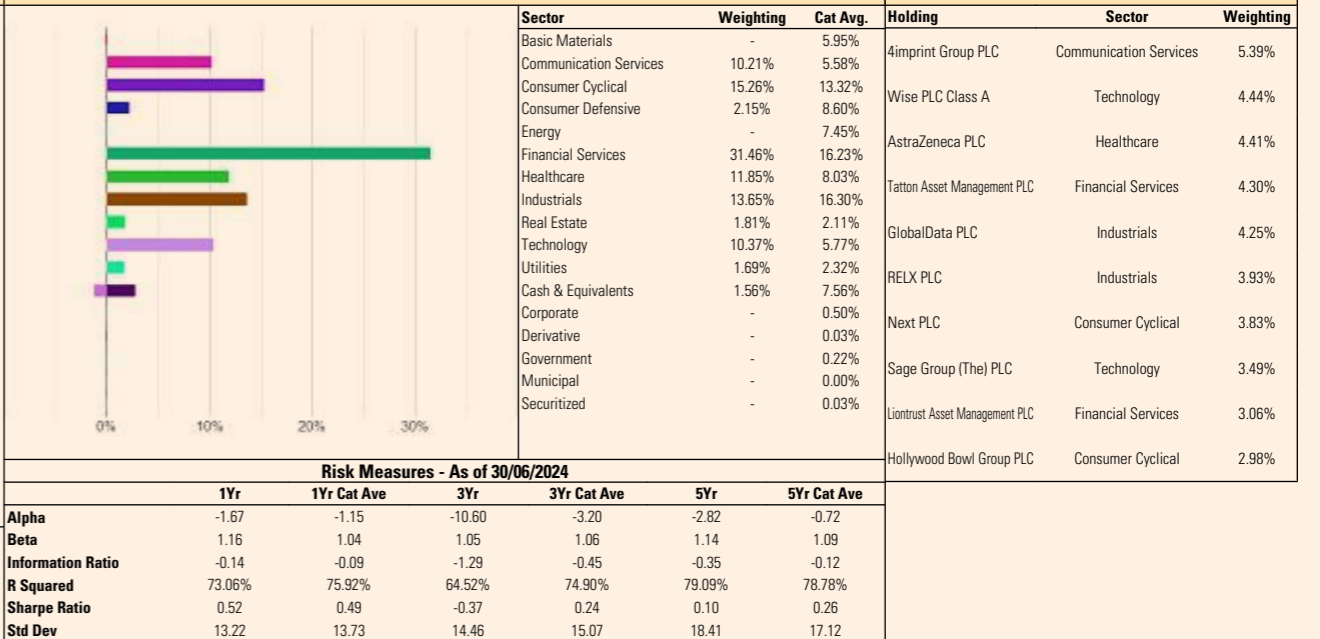 Sector Weighting Cat Avg.
Basic Materials - 5.95%
Communication Services 10.21% 5.58%
Consumer Cyclical 15.26% 13.32%
Consumer Defensive 2.15% 8.60%
Energy - 7.45%
Financial Services 31.46% 16.23%
Healthcare 11.85% 8.03%
Industrials 13.65% 16.30%
Real Estate 1.81% 2.11%
Technology 10.37% 5.77%
Utilities 1.69% 2.32%
Cash & Equivalents 1.56% 7.56%
Corporate - 0.50%
Derivative - 0.03%
Government - 0.22%
Municipal - 0.00%
Securitized - 0.03%
0% 10% 20% 30%
Holding Sector Weighting
4imprint Group PLC Communication Services 5.39%
Wise PLC Class A Technology 4.44%
AstraZeneca PLC Healthcare 4.41%
Tatton Asset Management PLC Financial Services 4.30%
GlobalData PLC Industrials 4.25%
RELX PLC Industrials 3.93%
Next PLC Consumer Cyclical 3.83%
Sage Group (The) PLC Technology 3.49%
Liontrust Asset Management PLC Financial Services 3.06%
Hollywood Bowl Group PLC Consumer Cyclical 2.98%
Risk Measures - As of 30/06/2024
1Yr 1Yr Cat Ave 3Yr 3Yr Cat Ave 5Yr 5Yr Cat Ave
Alpha -1.67 -1.15 -10.60 -3.20 -2.82 -0.72
Beta 1.16 1.04 1.05 1.06 1.14 1.09
Information Ratio -0.14 -0.09 -1.29 -0.45 -0.35 -0.12
R Squared 73.06% 75.92% 64.52% 74.90% 79.09% 78.78%
Sharpe Ratio 0.52 0.49 -0.37 0.24 0.10 0.26
Std Dev 13.22 13.73 14.46 15.07 18.41 17.12